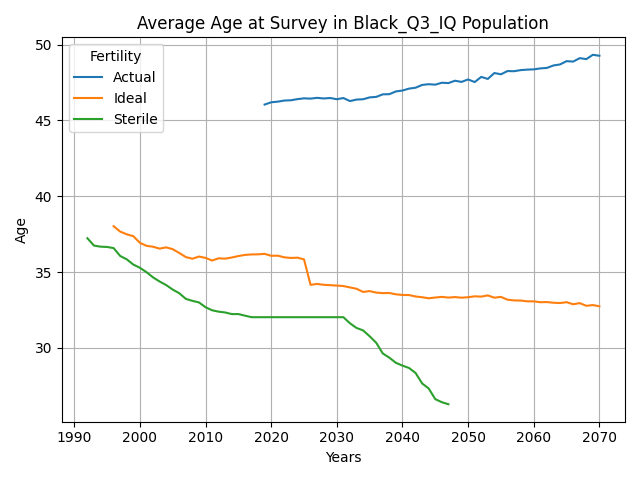 Average Age at Survey in Black_Q3_IQ Population
Fertility
Actual
Ideal
Sterile
50
45
40
35
30
Age
1990 2000 2010 2020 2030 2040 2050 2060 2070
Years